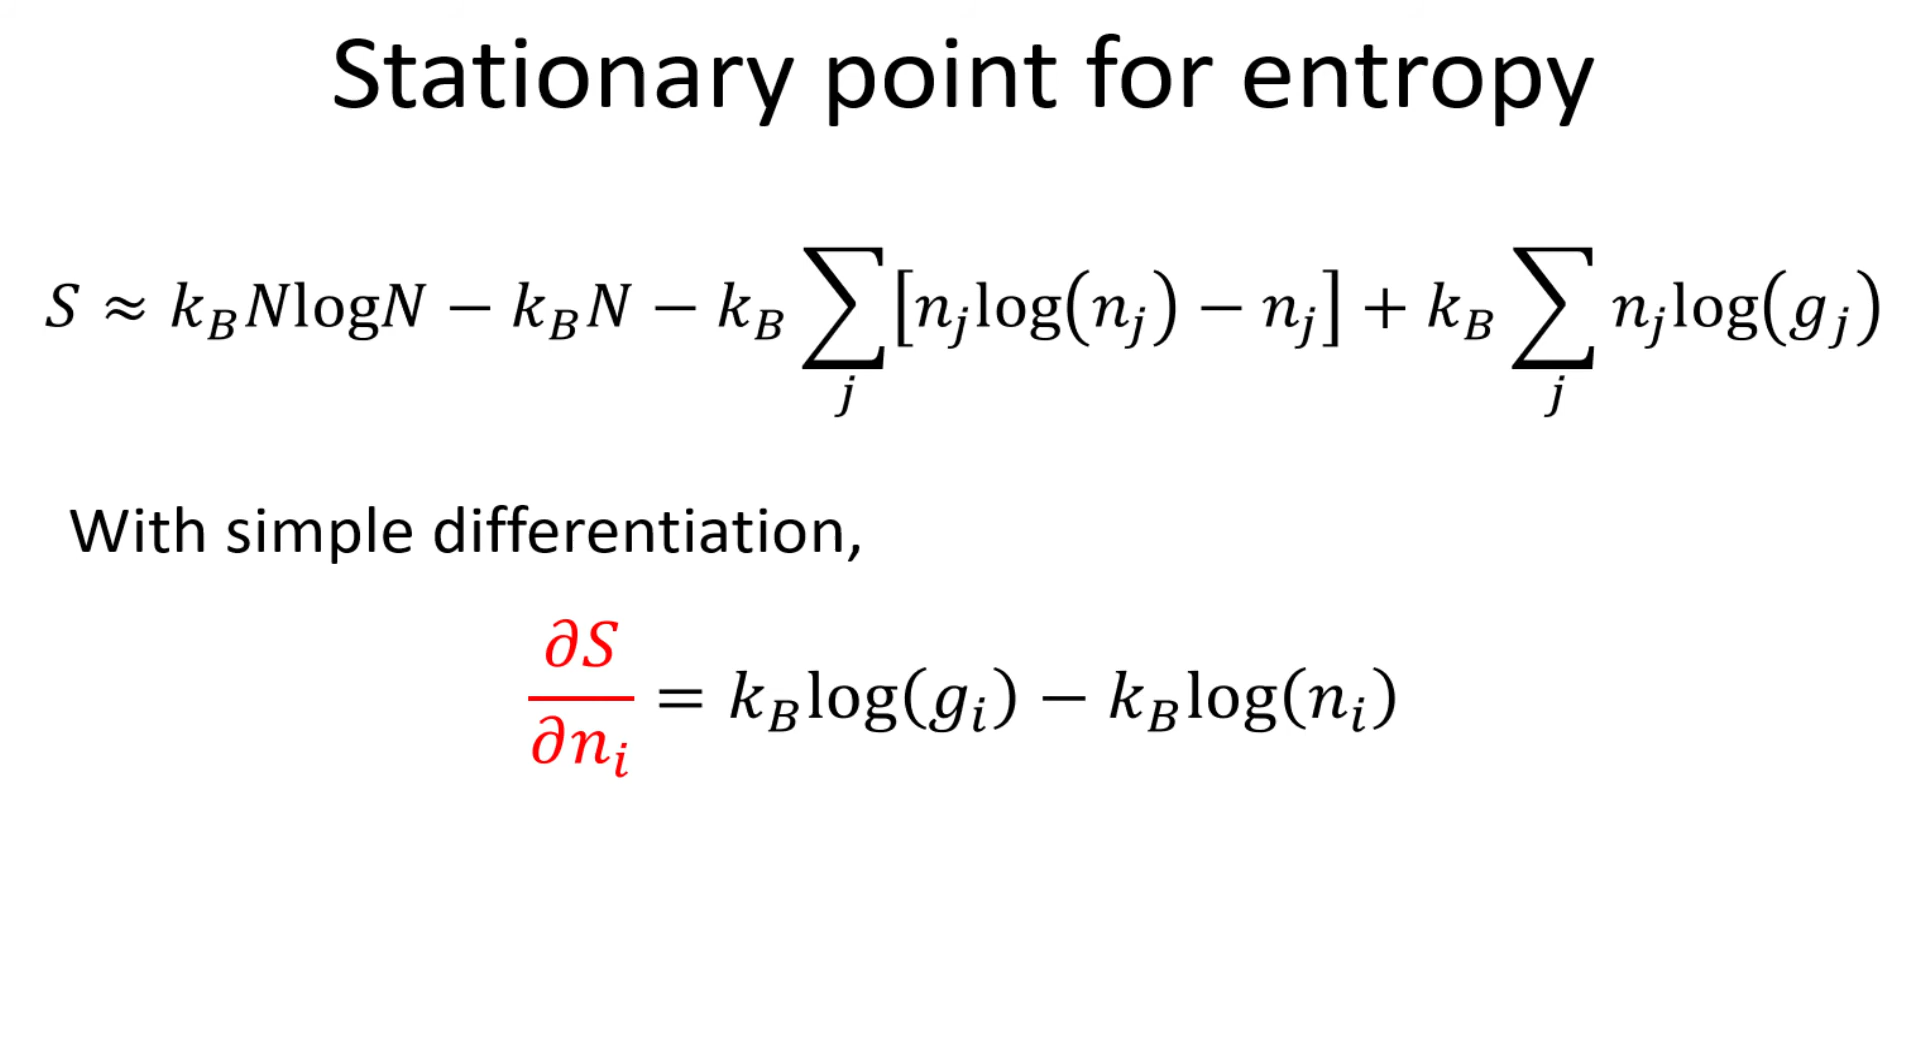 Stationary point for entropy
S ≈ k_B NlogN − k_B N − k_B ∑_j [n_j log(n_j) − n_j] + k_B ∑_j n_j log(g_j)
With simple differentiation,
∂S/∂n_i = k_B log(g_i) − k_B log(n_i)